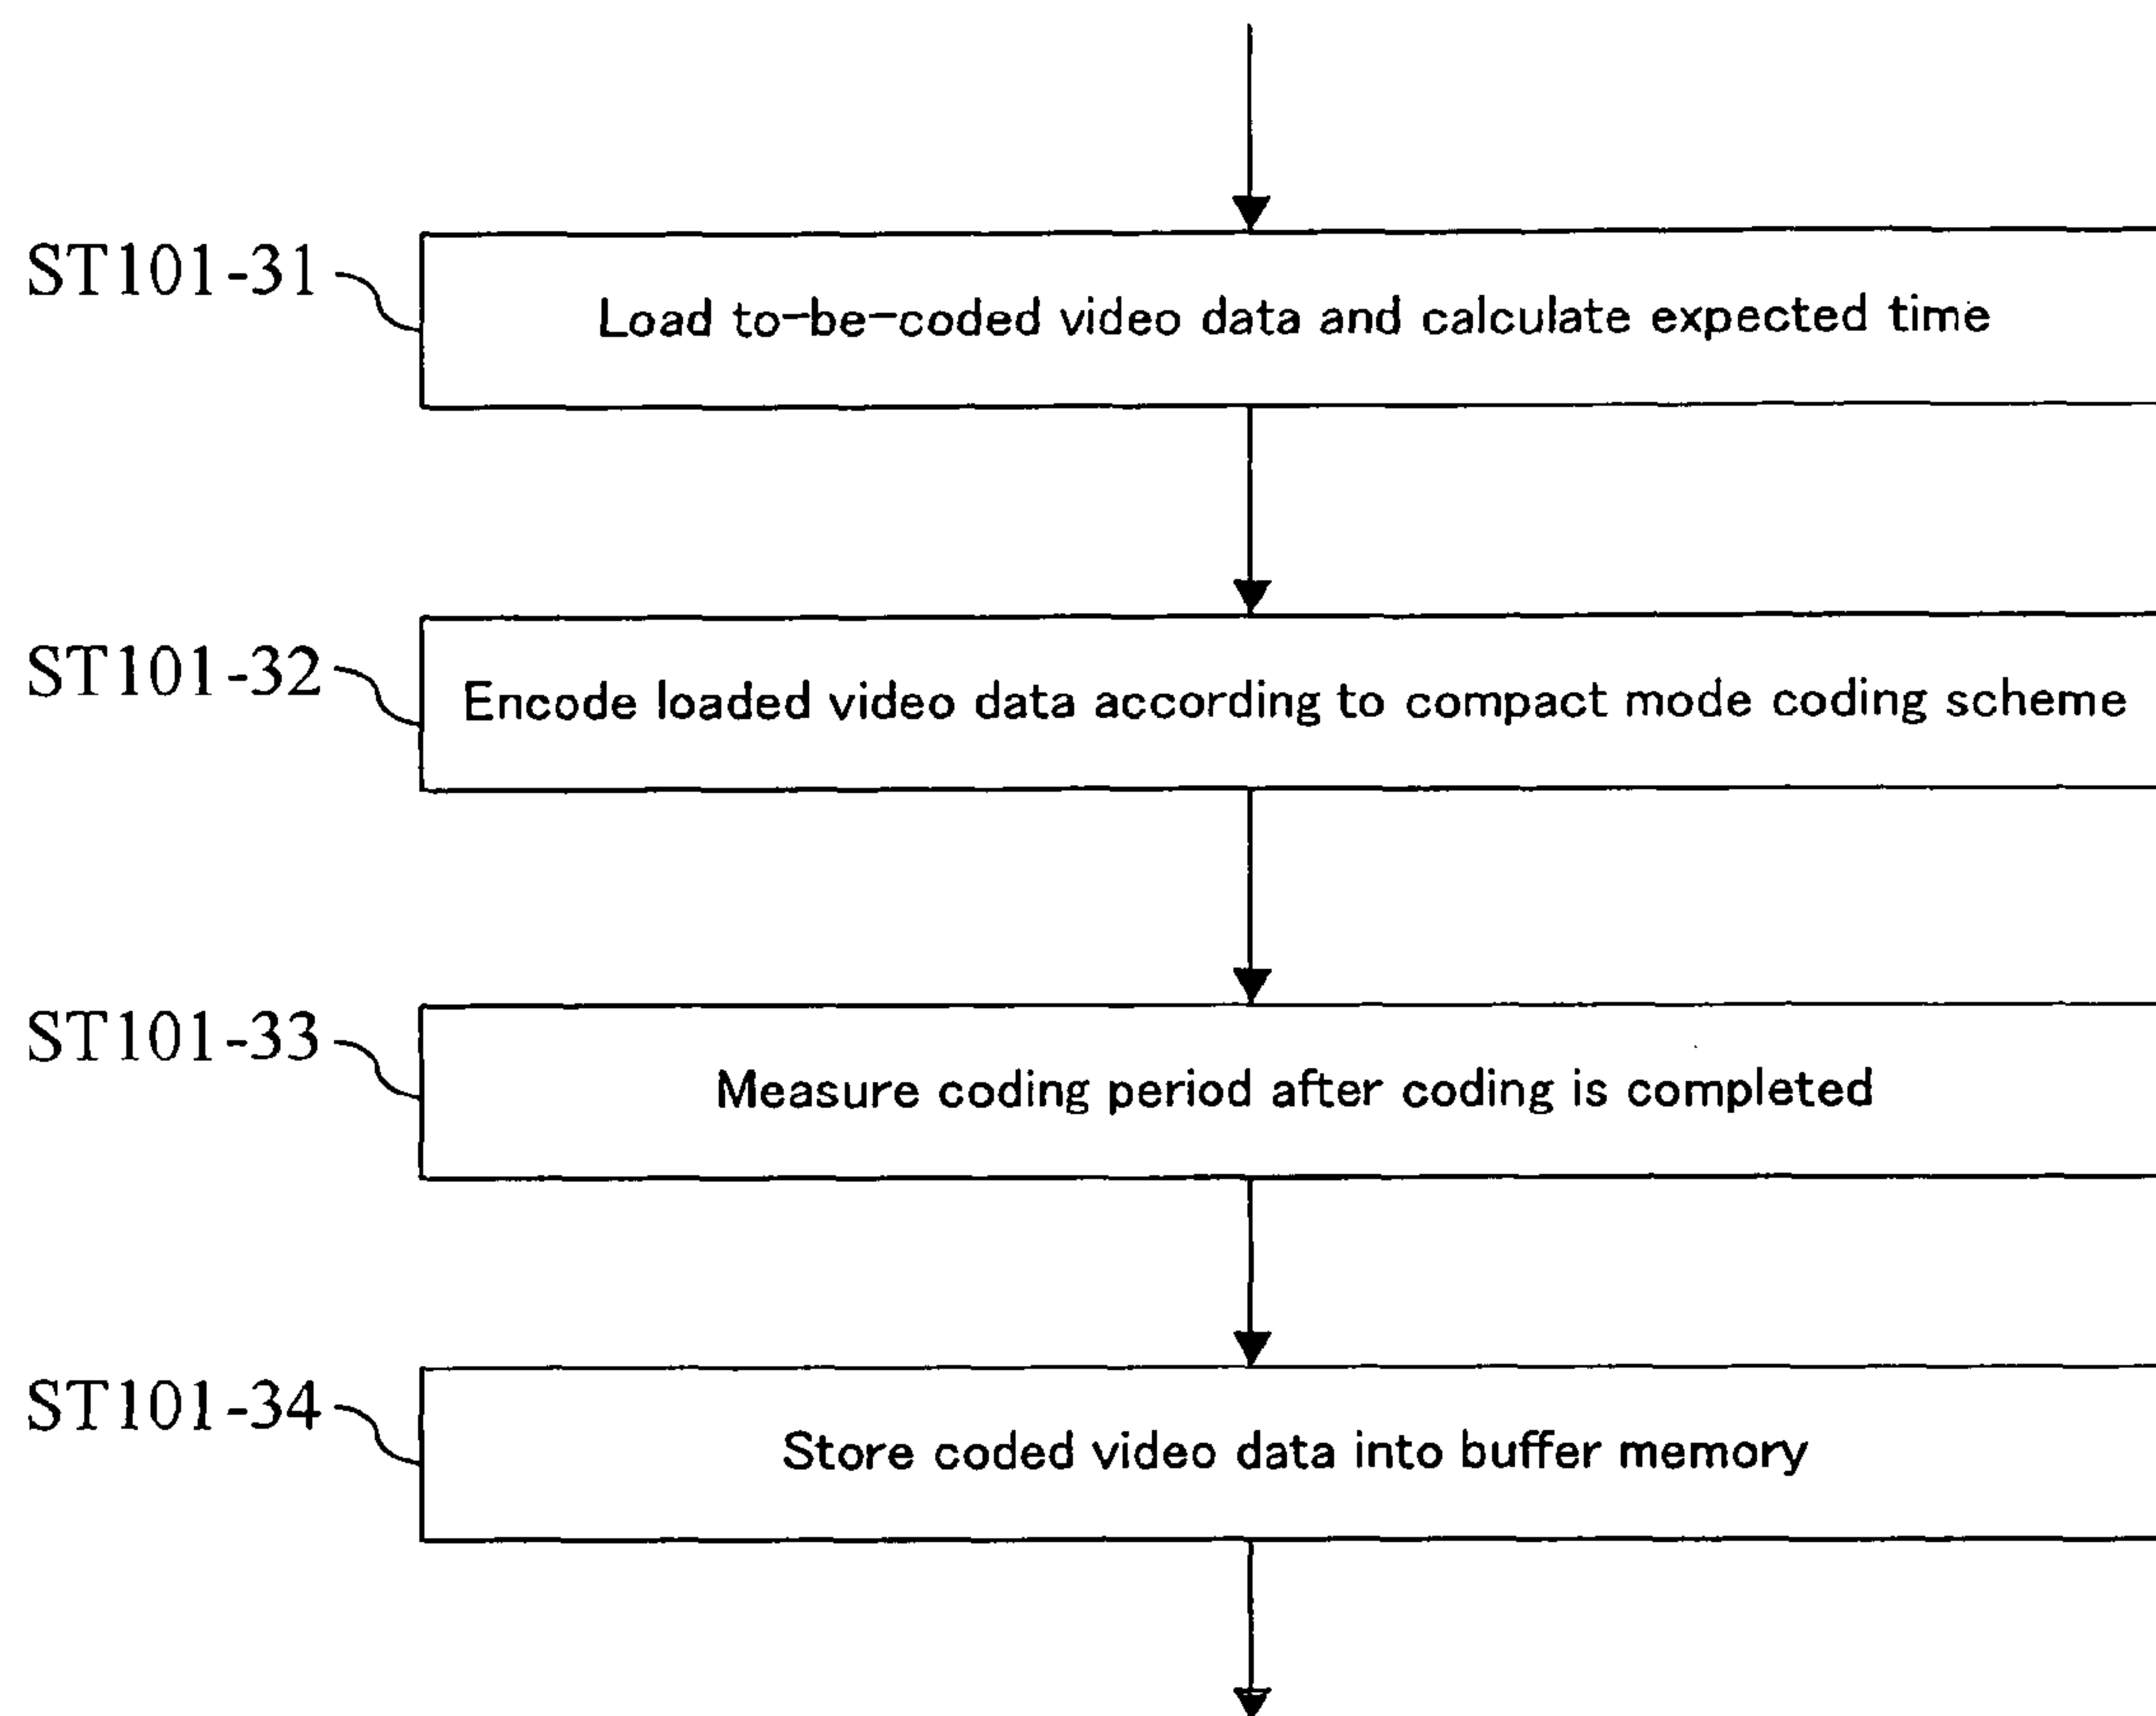 ST101-31
Load to-be-coded video data and calculate expected time
ST101-32
Encode loaded video data according to compact mode coding scheme
ST101-33
Measure coding period after coding is completed
ST101-34
Store coded video data into buffer memory